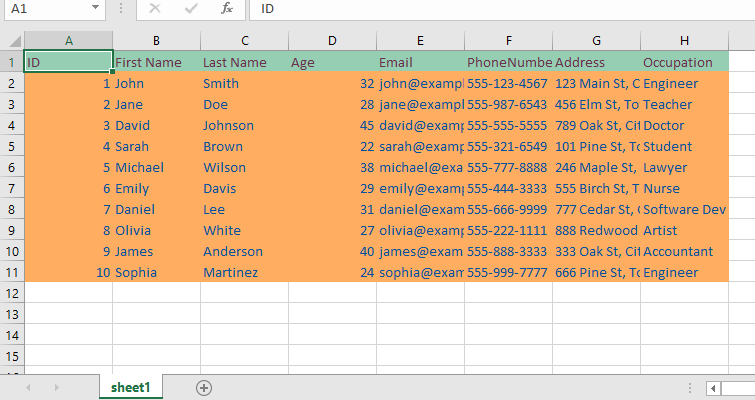 A1 fx ID
A B C D E F G H
1 ID First Name Last Name Age Email PhoneNumbe Address Occupation
2 1 John Smith 32 john@exampl 555-123-4567 123 Main St, C Engineer
3 2 Jane Doe 28 jane@exampl 555-987-6543 456 Elm St, To Teacher
4 3 David Johnson 45 david@examp 555-555-5555 789 Oak St, Cit Doctor
5 4 Sarah Brown 22 sarah@examp 555-321-6549 101 Pine St, To Student
6 5 Michael Wilson 38 michael@exa 555-777-8888 246 Maple St, Lawyer
7 6 Emily Davis 29 emily@examp 555-444-3333 555 Birch St, T Nurse
8 7 Daniel Lee 31 daniel@exam 555-666-9999 777 Cedar St, Software Dev
9 8 Olivia White 27 olivia@examp 555-222-1111 888 Redwood Artist
10 9 James Anderson 40 james@exam 555-888-3333 333 Oak St, Cit Accountant
11 10 Sophia Martinez 24 sophia@exam 555-999-7777 666 Pine St, To Engineer
12
13
14
15
sheet1